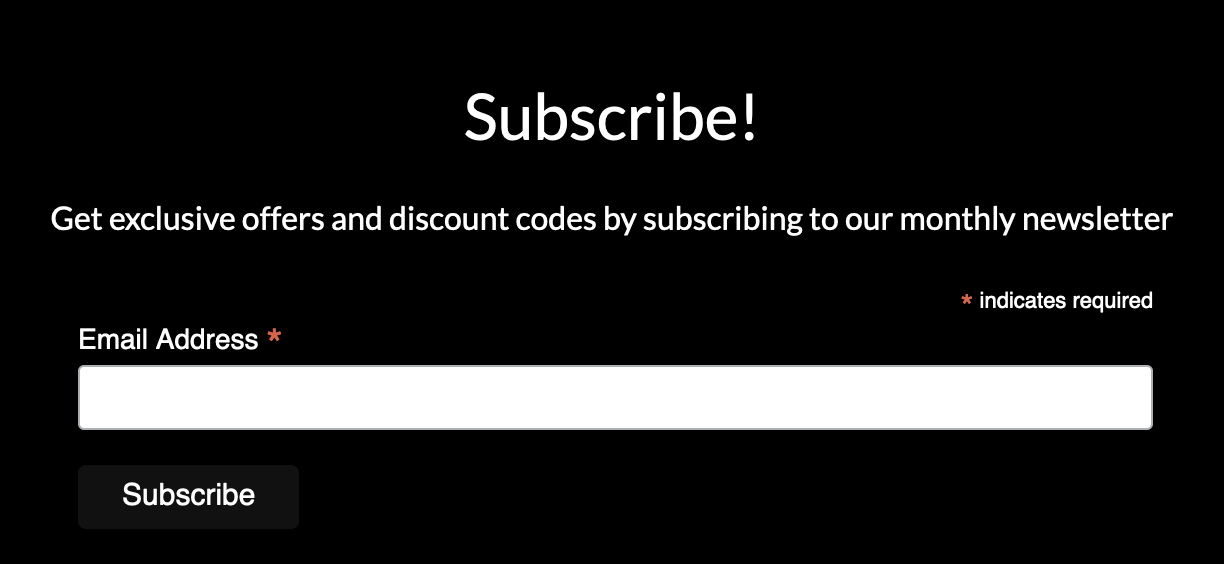 Subscribe!
Get exclusive offers and discount codes by subscribing to our monthly newsletter
* indicates required
Email Address *
Subscribe